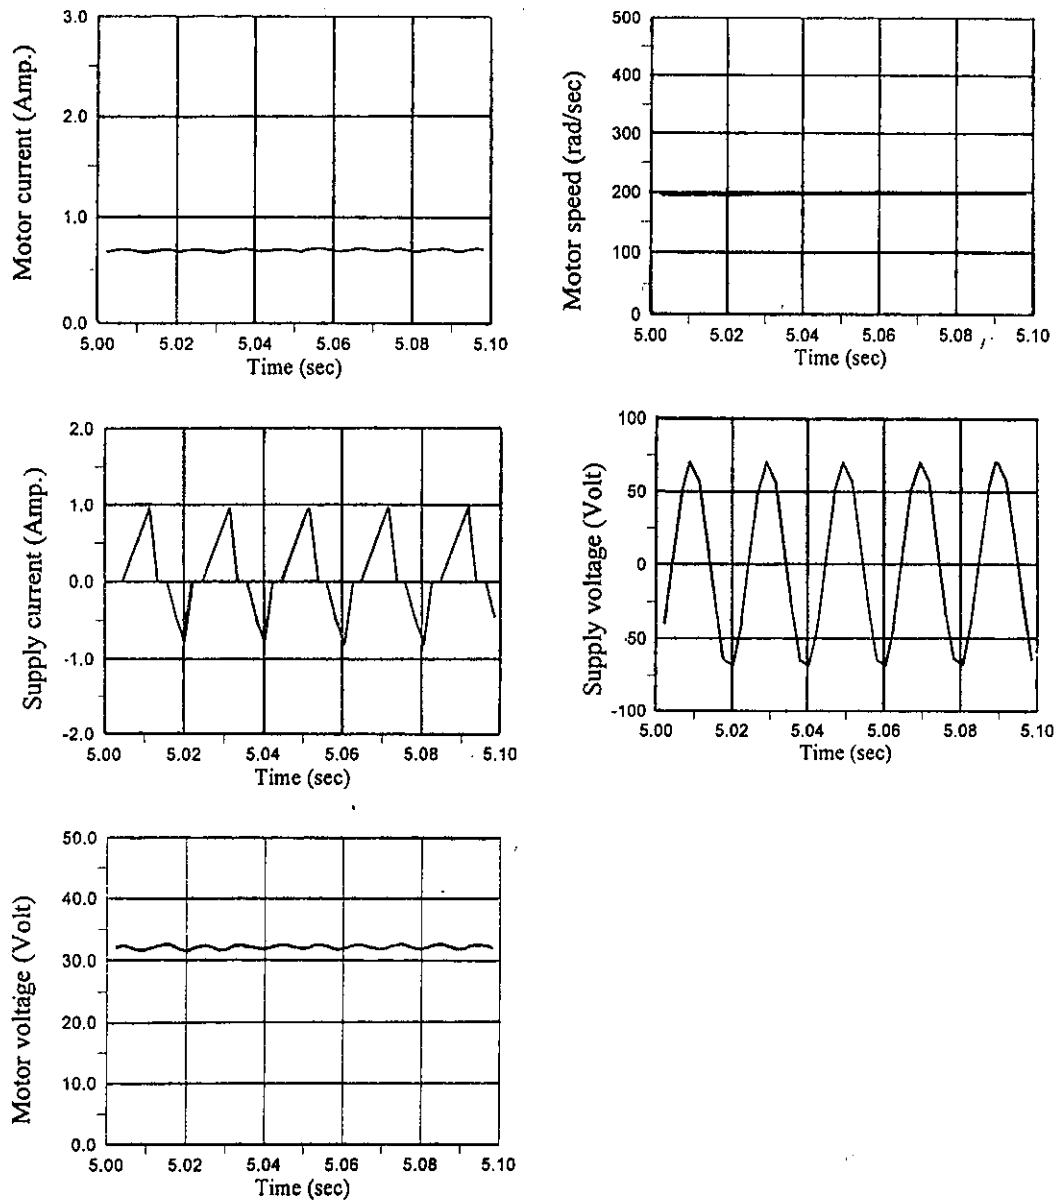 Motor current (Amp.)
3.0
2.0
1.0
0.0
5.00 5.02 5.04 5.06 5.08 5.10
Time (sec)
Motor speed (rad/sec)
500
400
300
200
100
0
5.00 5.02 5.04 5.06 5.08 5.10
Time (sec)
Supply current (Amp.)
2.0
1.0
0.0
-1.0
-2.0
5.00 5.02 5.04 5.06 5.08 5.10
Time (sec)
Supply voltage (Volt)
100
50
0
-50
-100
5.00 5.02 5.04 5.06 5.08 5.10
Time (sec)
Motor voltage (Volt)
50.0
40.0
30.0
20.0
10.0
0.0
5.00 5.02 5.04 5.06 5.08 5.10
Time (sec)